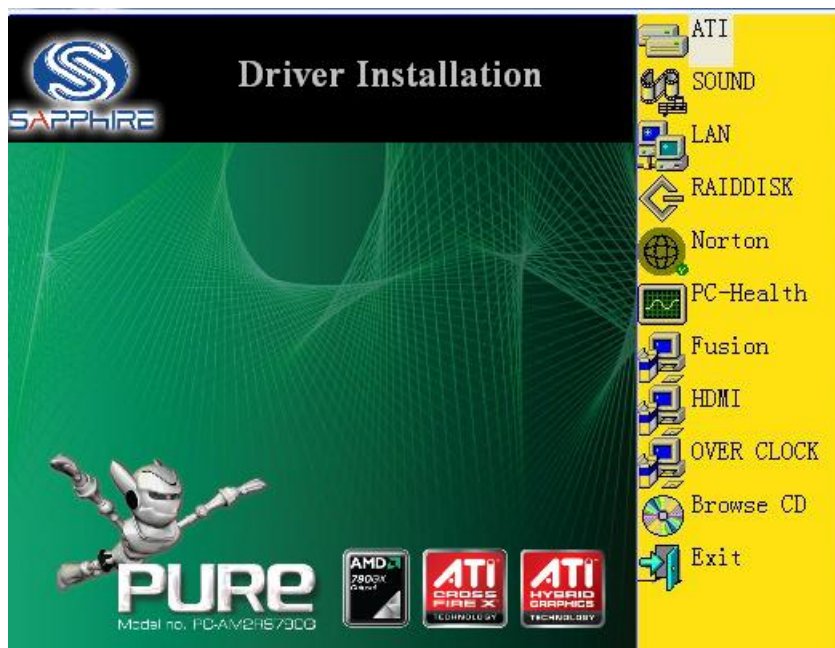 SAPPHIRE
Driver Installation
ATI
SOUND
LAN
RAIDDISK
Norton
PC-Health
Fusion
HDMI
OVER CLOCK
Browse CD
Exit
PURE
Model no. PC-AM2RS790G
AMD
790GX
ATI
CROSS
FIRE X
TECHNOLOGY
ATI
HYBRID
GRAPHICS
TECHNOLOGY